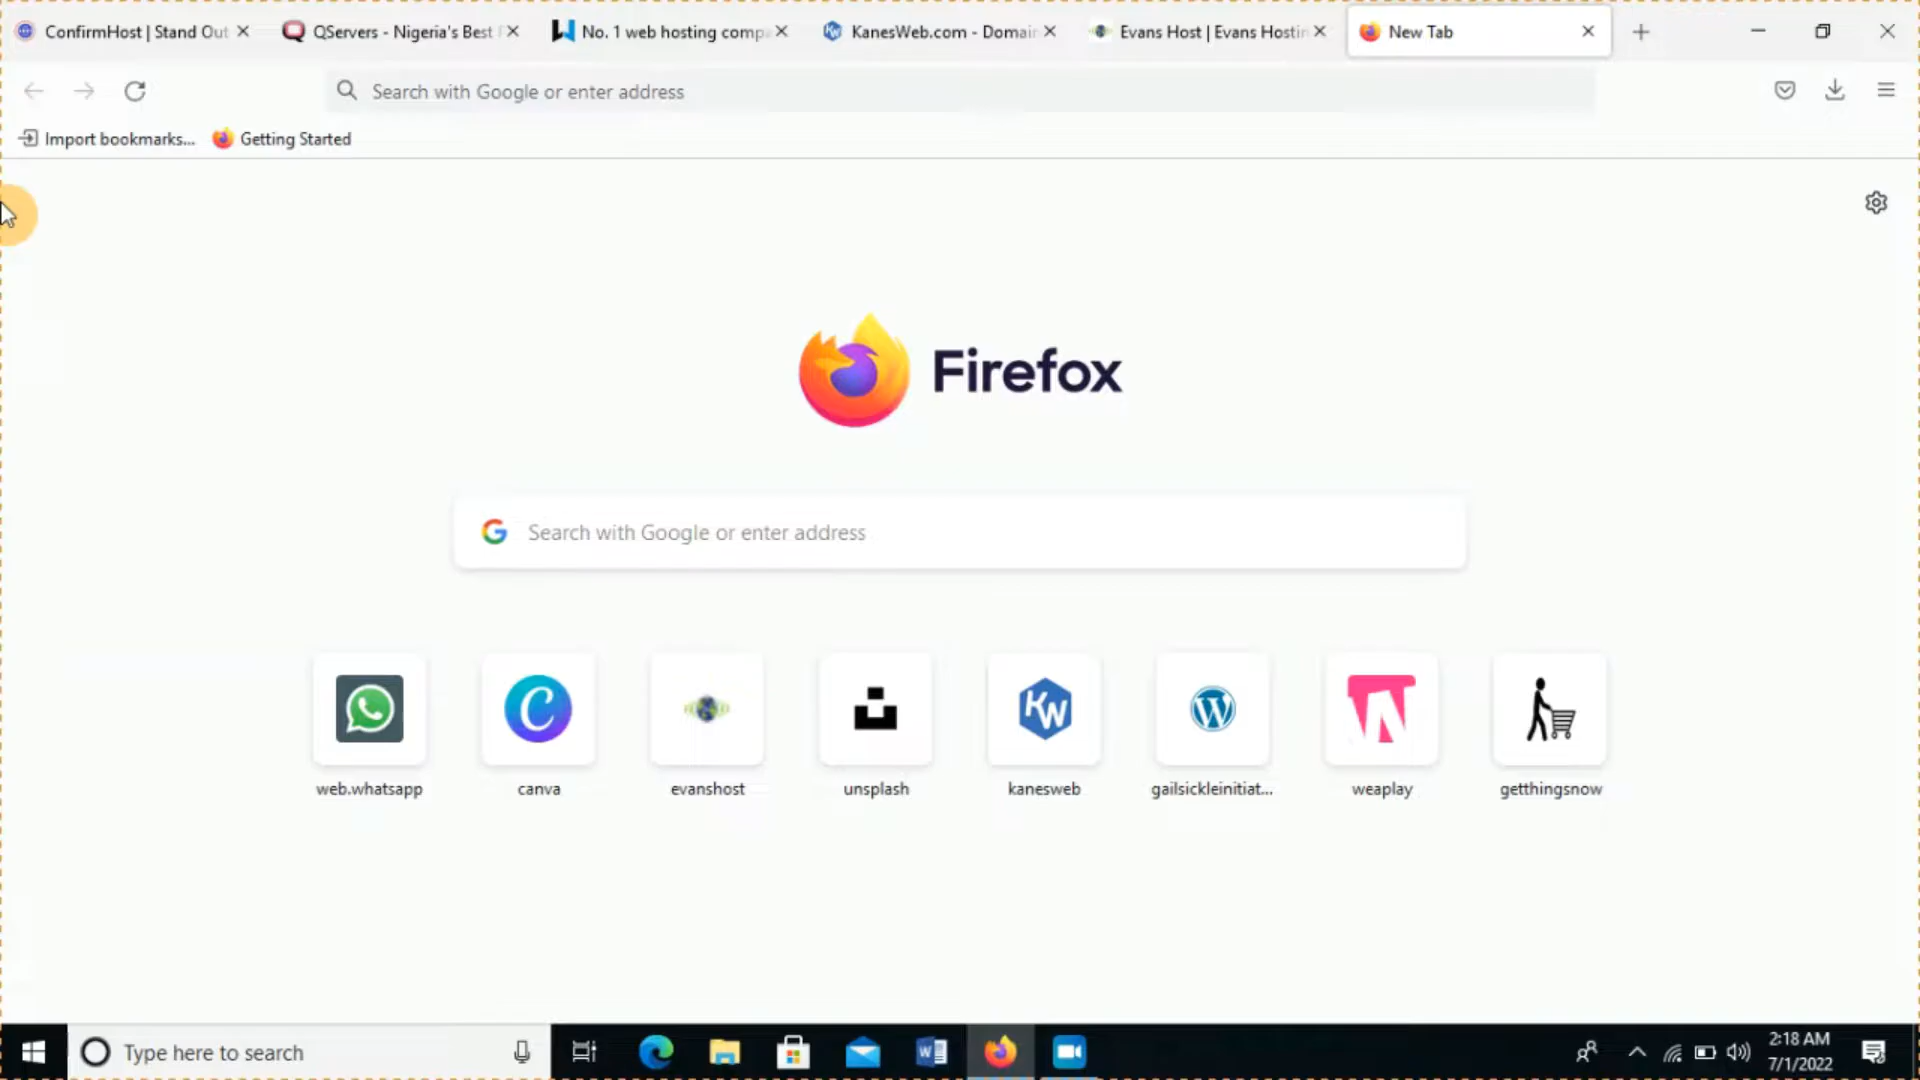 ConfirmHost | Stand Out
QServers - Nigeria's Best
No. 1 web hosting comp
KanesWeb.com - Domain
Evans Host | Evans Hostin
New Tab
Search with Google or enter address
Import bookmarks...
Getting Started
Firefox
Search with Google or enter address
web.whatsapp
canva
evanshost
unsplash
kanesweb
gailsickleinitiat...
weaplay
getthingsnow
Type here to search
2:18 AM
7/1/2022